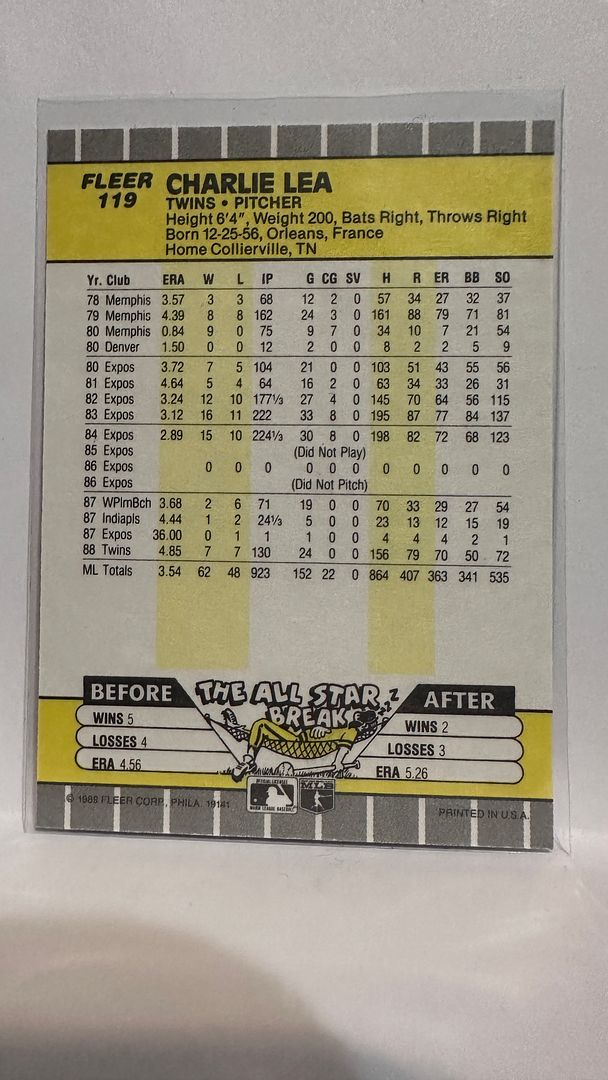 FLEER
119
CHARLIE LEA
TWINS • PITCHER
Height 6'4", Weight 200, Bats Right, Throws Right
Born 12-25-56, Orleans, France
Home Collierville, TN
Yr. Club ERA W L IP G CG SV H R ER BB SO
78 Memphis 3.57 3 3 68 12 2 0 57 34 27 32 37
79 Memphis 4.39 8 8 162 24 3 0 161 88 79 71 81
80 Memphis 0.84 9 0 75 9 7 0 34 10 7 21 54
80 Denver 1.50 0 0 12 2 0 0 8 2 2 5 9
80 Expos 3.72 7 5 104 21 0 0 103 51 43 55 56
81 Expos 4.64 5 4 64 16 2 0 63 34 33 26 31
82 Expos 3.24 12 10 177⅓ 27 4 0 145 70 64 56 115
83 Expos 3.12 16 11 222 33 8 0 195 87 77 84 137
84 Expos 2.89 15 10 224⅓ 30 8 0 198 82 72 68 123
85 Expos (Did Not Play)
86 Expos 0 0 0 0 0 0 0 0 0 0 0
86 Expos (Did Not Pitch)
87 WPlmBch 3.68 2 6 71 19 0 0 70 33 29 27 54
87 Indiapls 4.44 1 2 24⅓ 5 0 0 23 13 12 15 19
87 Expos 36.00 0 1 1 1 0 0 4 4 4 2 1
88 Twins 4.85 7 7 130 24 0 0 156 79 70 50 72
ML Totals 3.54 62 48 923 152 22 0 864 407 363 341 535
BEFORE
WINS 5
LOSSES 4
ERA 4.56
THE ALL STAR
BREAK
ZZZ
AFTER
WINS 2
LOSSES 3
ERA 5.26
OFFICIAL LICENSEE
MAJOR LEAGUE BASEBALL
MLB
© 1989 FLEER CORP., PHILA. 19141
PRINTED IN U.S.A.